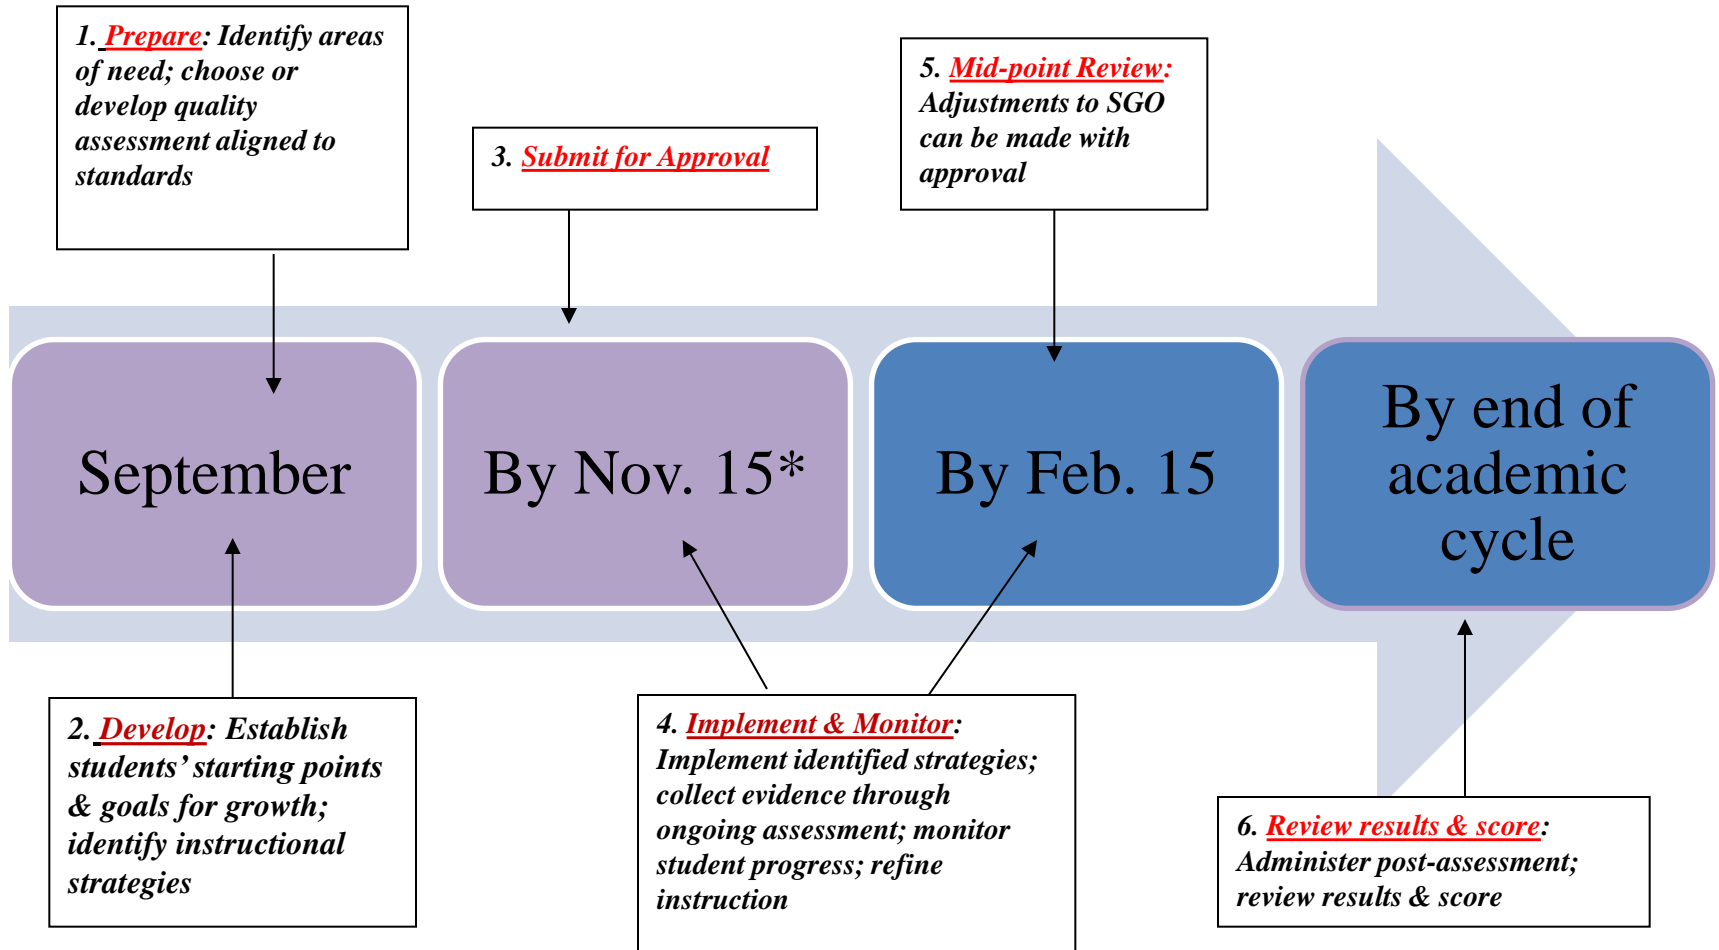 1. Prepare: Identify areas
of need; choose or
develop quality
assessment aligned to
standards
3. Submit for Approval
5. Mid-point Review:
Adjustments to SGO
can be made with
approval
September
By Nov. 15*
By Feb. 15
By end of
academic
cycle
2. Develop: Establish
students’ starting points
& goals for growth;
identify instructional
strategies
4. Implement & Monitor:
Implement identified strategies;
collect evidence through
ongoing assessment; monitor
student progress; refine
instruction
6. Review results & score:
Administer post-assessment;
review results & score